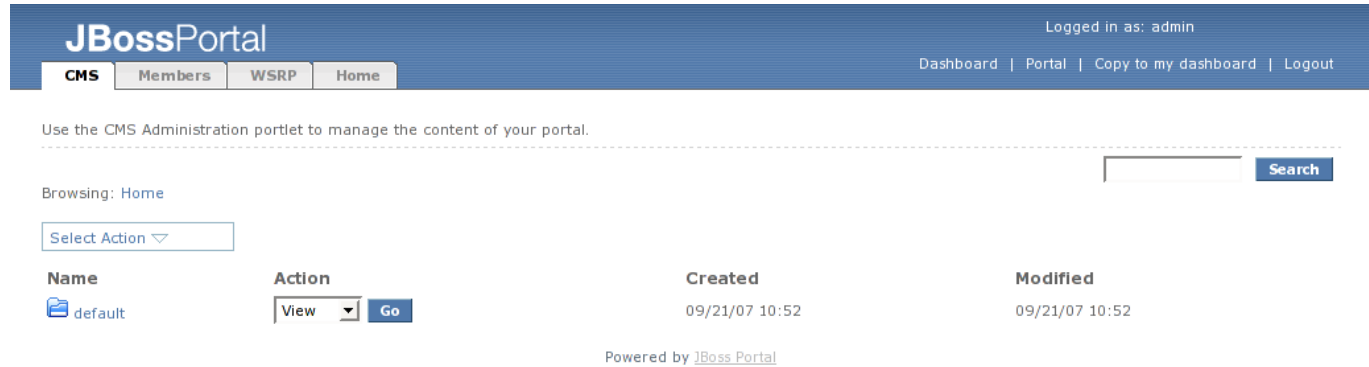 Logged in as: admin
JBossPortal
Dashboard | Portal | Copy to my dashboard | Logout
CMS Members WSRP Home
Use the CMS Administration portlet to manage the content of your portal.
Search
Browsing: Home
Select Action
Name Action Created Modified
default View Go 09/21/07 10:52 09/21/07 10:52
Powered by JBoss Portal